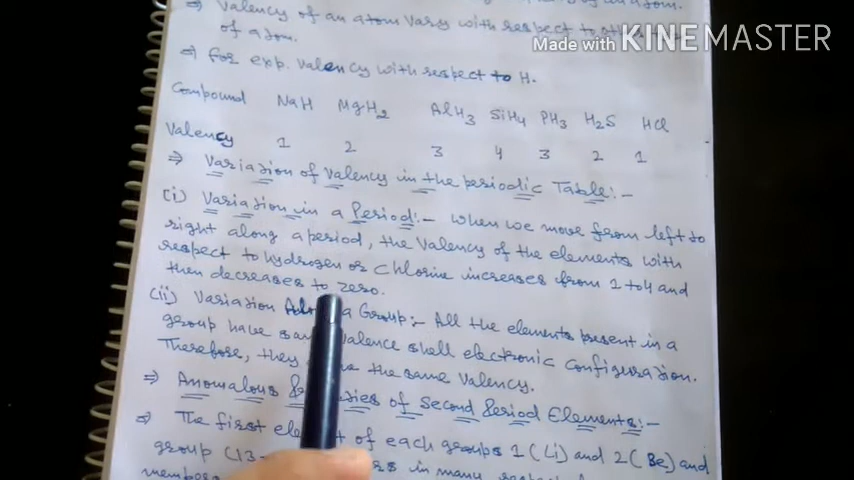 ⇒ Valency of an atom vary with respect to
of atom.
Made with KINEMASTER
⇒ for exp. valency with respect to H.
Compound NaH MgH2 AlH3 SiH4 PH3 H2S HCl
Valency 1 2 3 4 3 2 1
⇒ Variation of Valency in the periodic Table:-
(i) Variation in a Period:- When we move from left to
right along a period, the valency of the elements with
respect to hydrogen or Chlorine increases from 1 to 4 and
then decreases to zero.
(ii) Variation a Group:- All the elements present in a
group have valence shell electronic configuration.
Therefore, they the same valency.
⇒ Anomalous of Second Period Elements:-
⇒ The first of each groups 1 (Li) and 2 (Be) and
group (13- in many